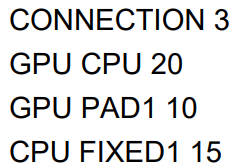 CONNECTION 3
GPU CPU 20
GPU PAD1 10
CPU FIXED1 15